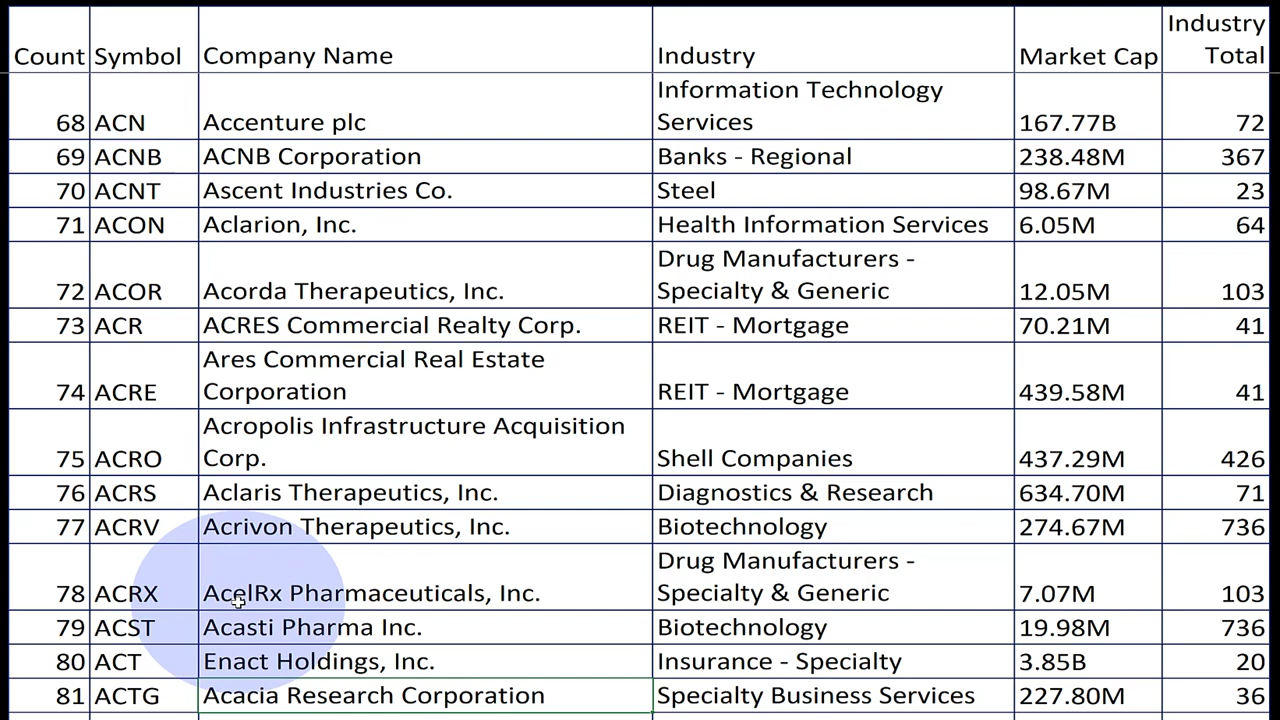 Count Symbol Company Name Industry Market Cap Industry Total
68 ACN Accenture plc Information Technology Services 167.77B 72
69 ACNB ACNB Corporation Banks - Regional 238.48M 367
70 ACNT Ascent Industries Co. Steel 98.67M 23
71 ACON Aclarion, Inc. Health Information Services 6.05M 64
72 ACOR Acorda Therapeutics, Inc. Drug Manufacturers - Specialty & Generic 12.05M 103
73 ACR ACRES Commercial Realty Corp. REIT - Mortgage 70.21M 41
74 ACRE Ares Commercial Real Estate Corporation REIT - Mortgage 439.58M 41
75 ACRO Acropolis Infrastructure Acquisition Corp. Shell Companies 437.29M 426
76 ACRS Aclaris Therapeutics, Inc. Diagnostics & Research 634.70M 71
77 ACRV Acrivon Therapeutics, Inc. Biotechnology 274.67M 736
78 ACRX AcelRx Pharmaceuticals, Inc. Drug Manufacturers - Specialty & Generic 7.07M 103
79 ACST Acasti Pharma Inc. Biotechnology 19.98M 736
80 ACT Enact Holdings, Inc. Insurance - Specialty 3.85B 20
81 ACTG Acacia Research Corporation Specialty Business Services 227.80M 36